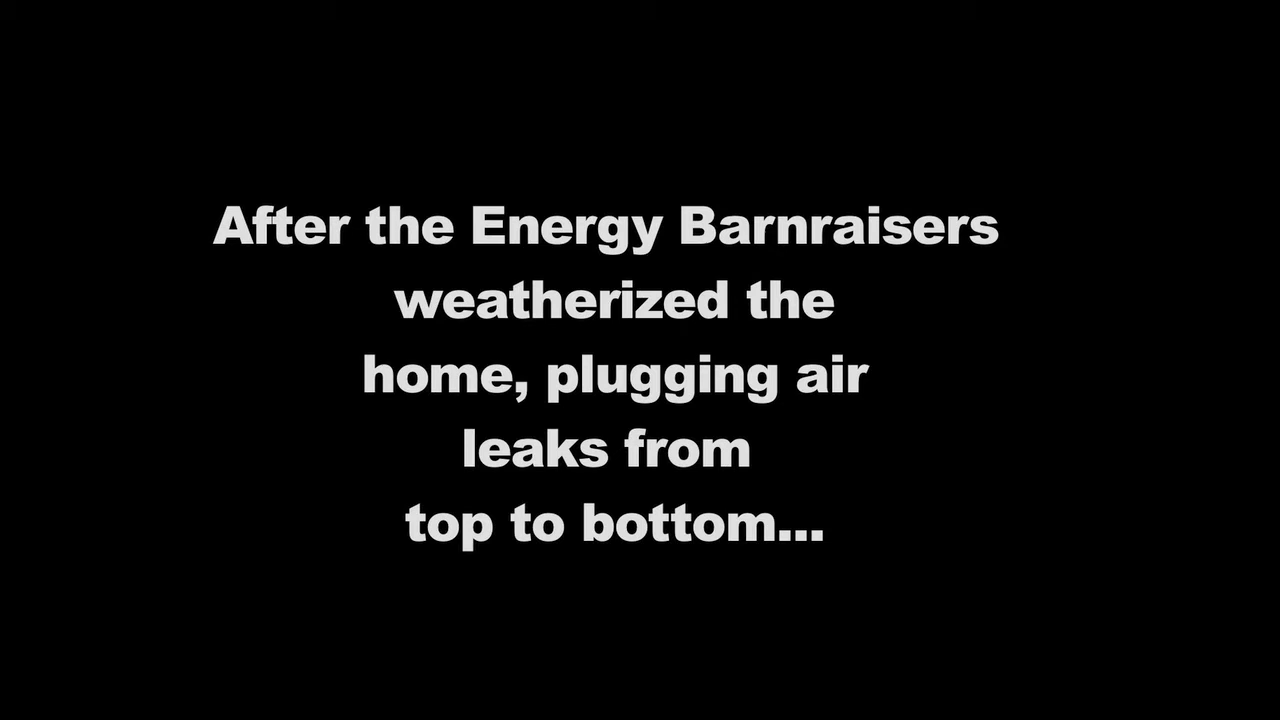 After the Energy Barnraisers
weatherized the
home, plugging air
leaks from
top to bottom...